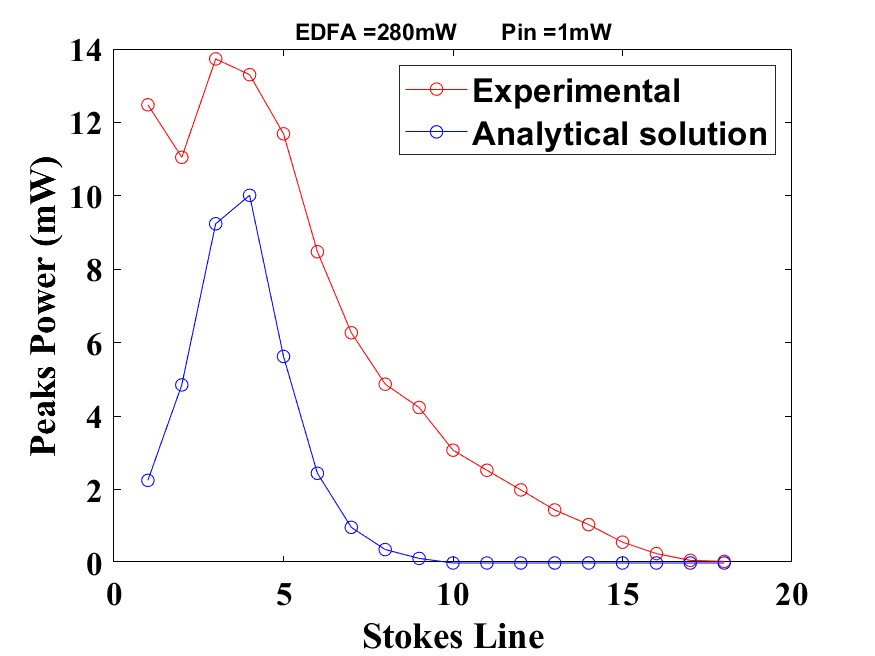 EDFA =280mW Pin =1mW
14
12
10
8
6
4
2
0
Experimental
Analytical solution
Peaks Power (mW)
0 5 10 15 20
Stokes Line